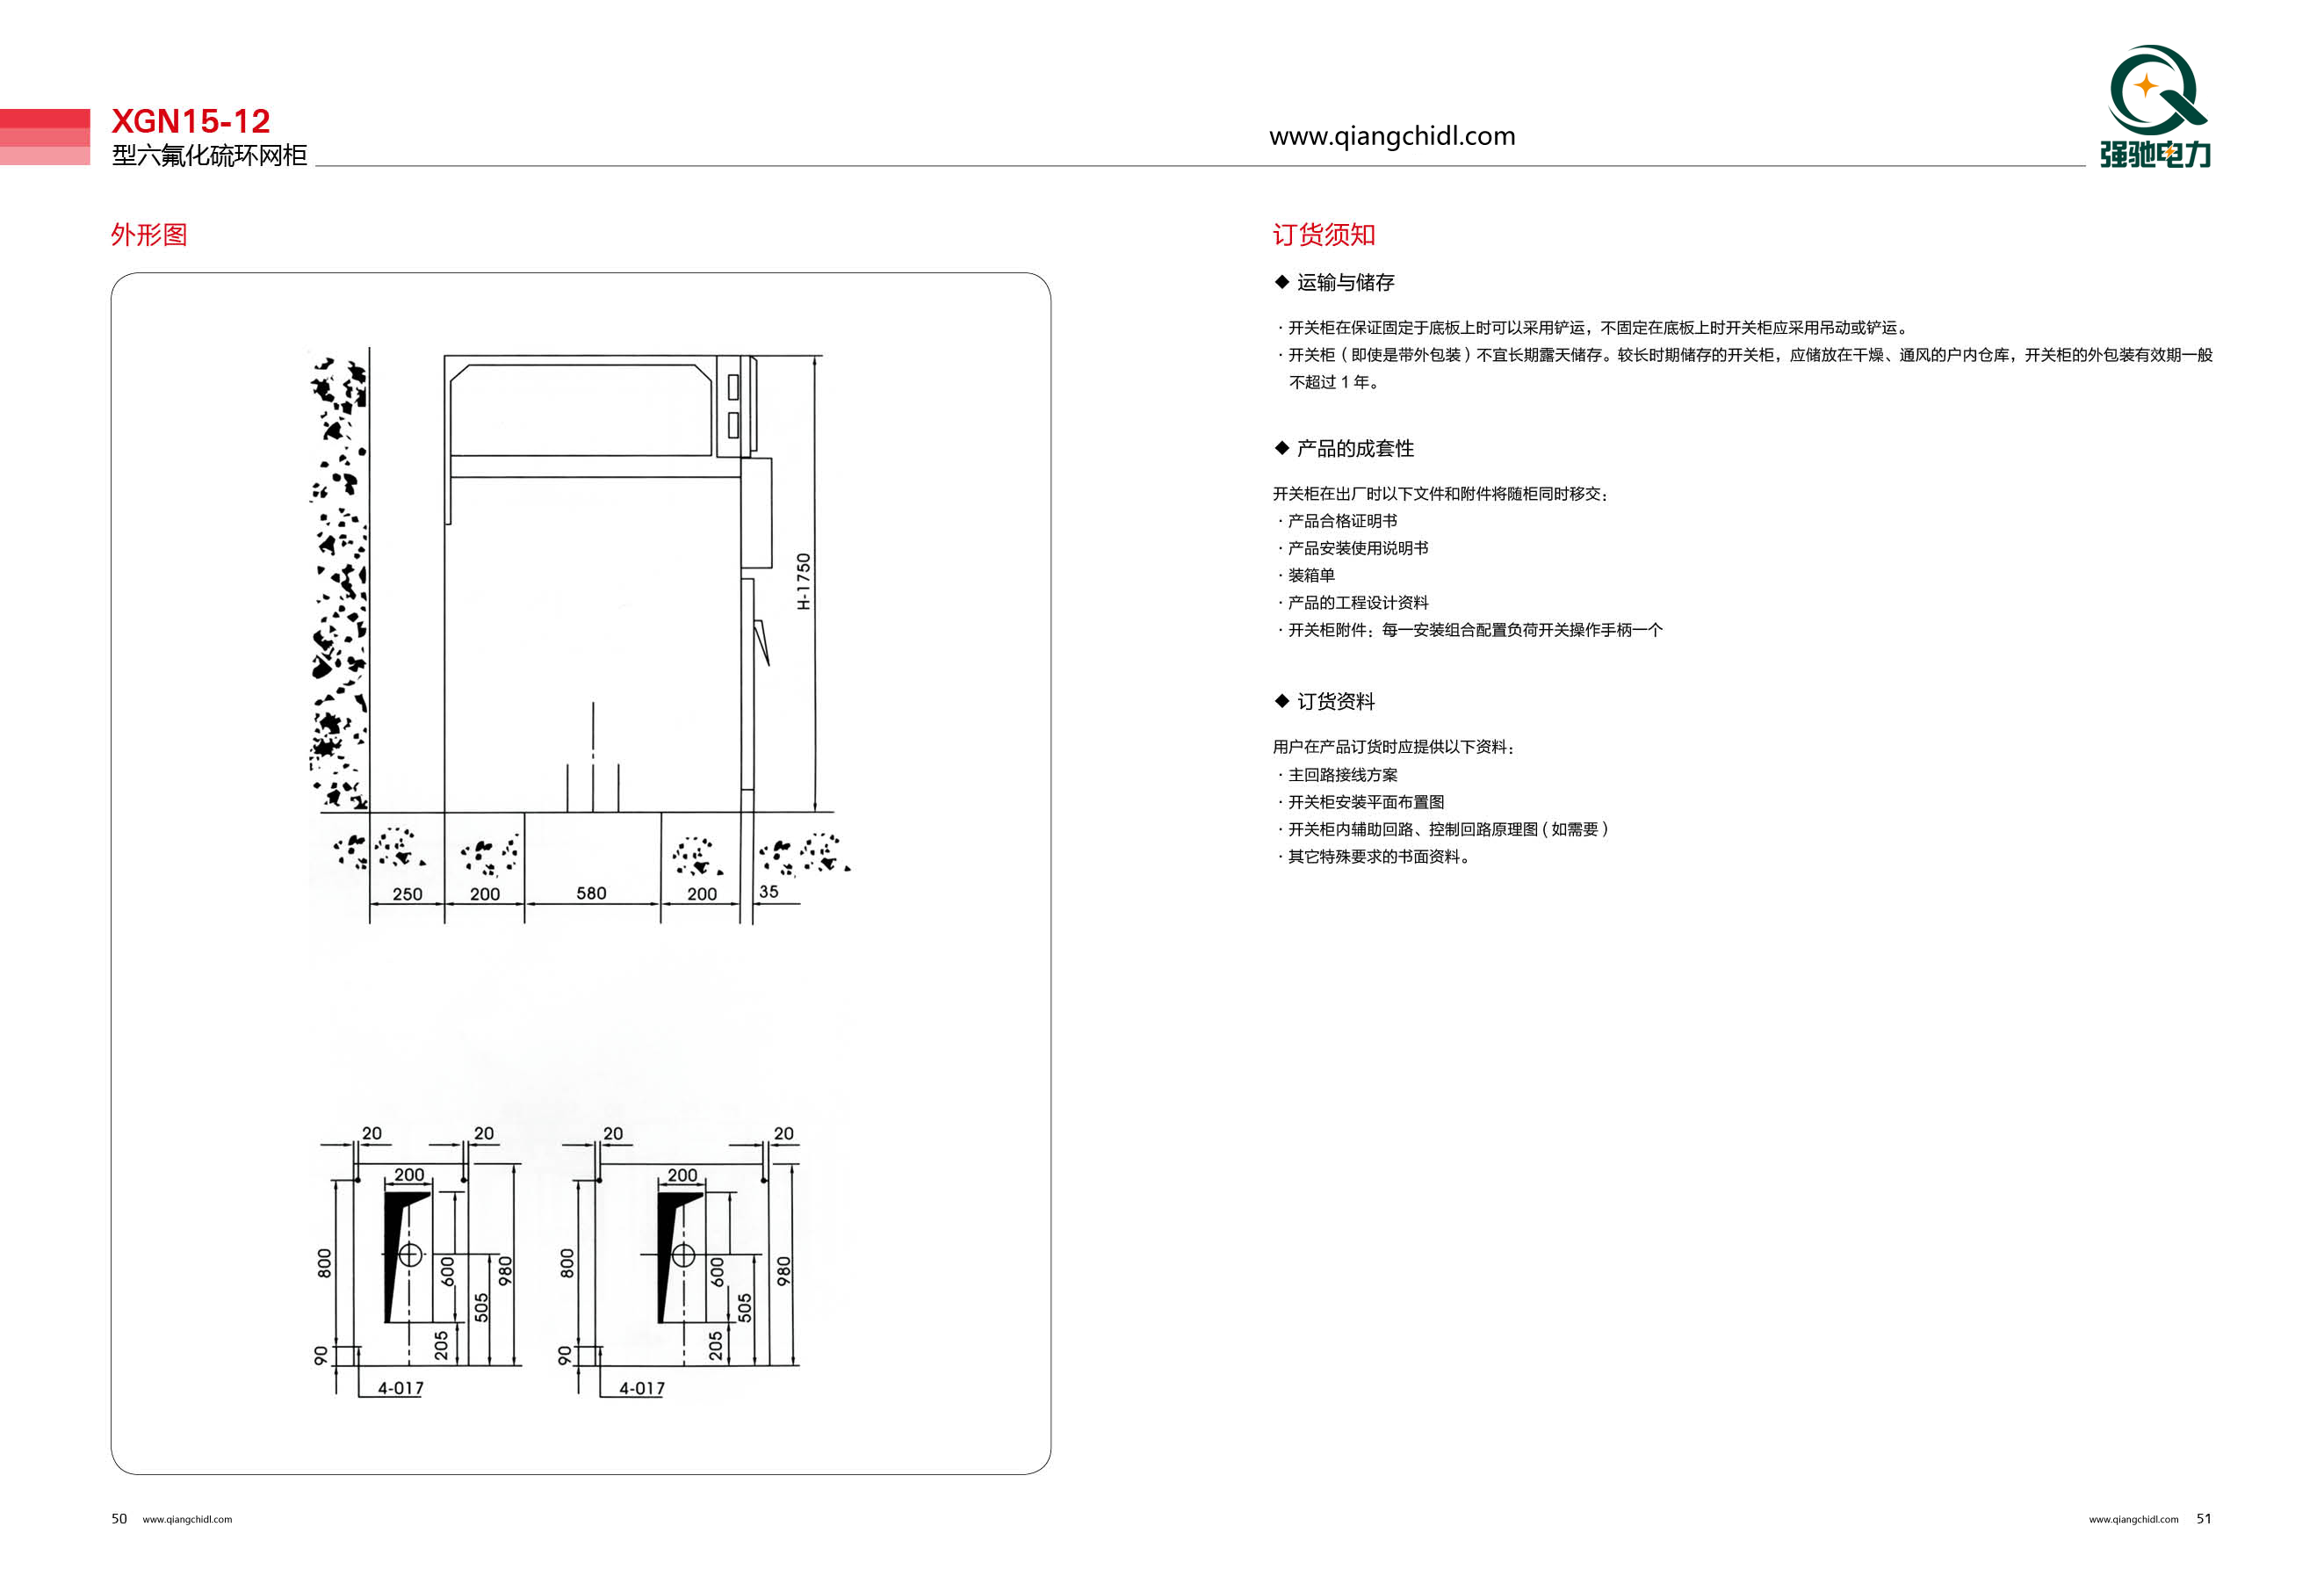 XGN15-12
型六氟化硫环网柜
www.qiangchidl.com
强驰电力
外形图
H-1750
250
200
580
200
35
20
20
200
800
600
980
505
205
90
4-017
20
20
200
800
600
980
505
205
90
4-017
订货须知
◆ 运输与储存
· 开关柜在保证固定于底板上时可以采用铲运，不固定在底板上时开关柜应采用吊动或铲运。
· 开关柜（即使是带外包装）不宜长期露天储存。较长时期储存的开关柜，应储放在干燥、通风的户内仓库，开关柜的外包装有效期一般
不超过 1 年。
◆ 产品的成套性
开关柜在出厂时以下文件和附件将随柜同时移交：
· 产品合格证明书
· 产品安装使用说明书
· 装箱单
· 产品的工程设计资料
· 开关柜附件：每一安装组合配置负荷开关操作手柄一个
◆ 订货资料
用户在产品订货时应提供以下资料：
· 主回路接线方案
· 开关柜安装平面布置图
· 开关柜内辅助回路、控制回路原理图（如需要）
· 其它特殊要求的书面资料。
50 www.qiangchidl.com
www.qiangchidl.com 51